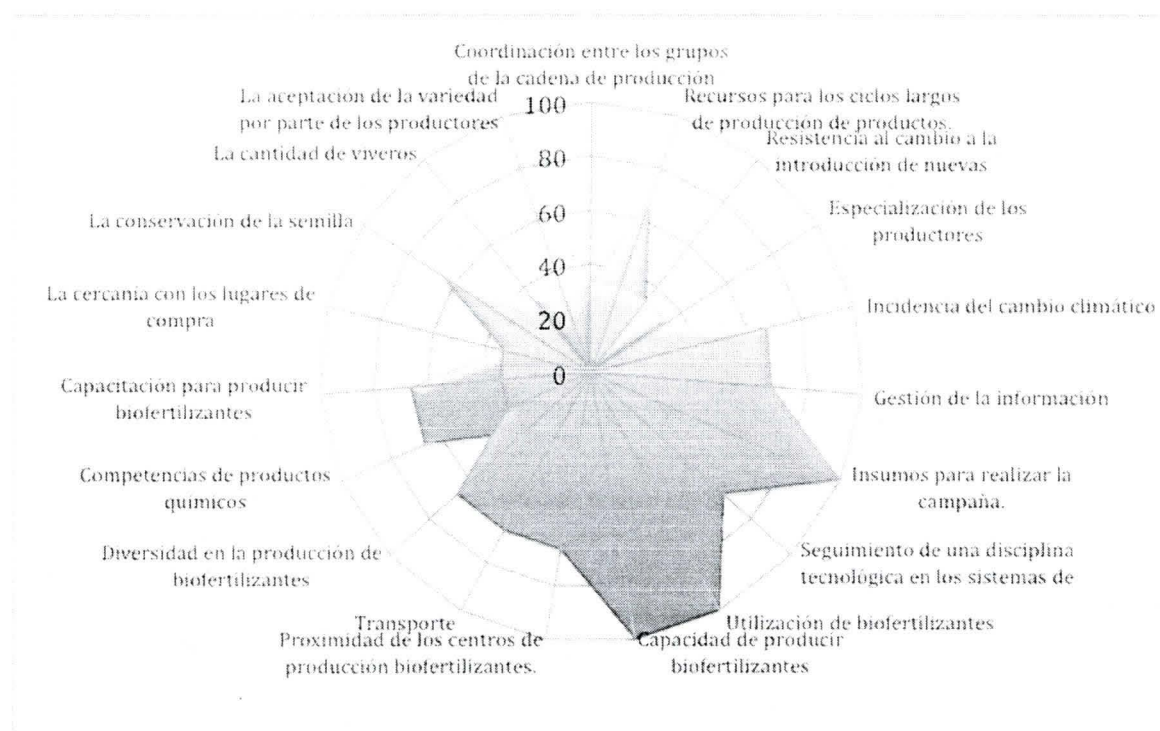 Coordinación entre los grupos
de la cadena de producción
Recursos para los ciclos largos
de producción de productos.
Resistencia al cambio a la
introducción de nuevas
Especialización de los
productores
Incidencia del cambio climático
Gestión de la información
Insumos para realizar la
campaña.
Seguimiento de una disciplina
tecnológica en los sistemas de
Utilización de biofertilizantes
Capacidad de producir
biofertilizantes
Proximidad de los centros de
producción biofertilizantes.
Transporte
Diversidad en la producción de
biofertilizantes
Competencias de productos
químicos
Capacitación para producir
biofertilizantes
La cercanía con los lugares de
compra
La conservación de la semilla
La cantidad de viveros
La aceptación de la variedad
por parte de los productores
100
80
60
40
20
0